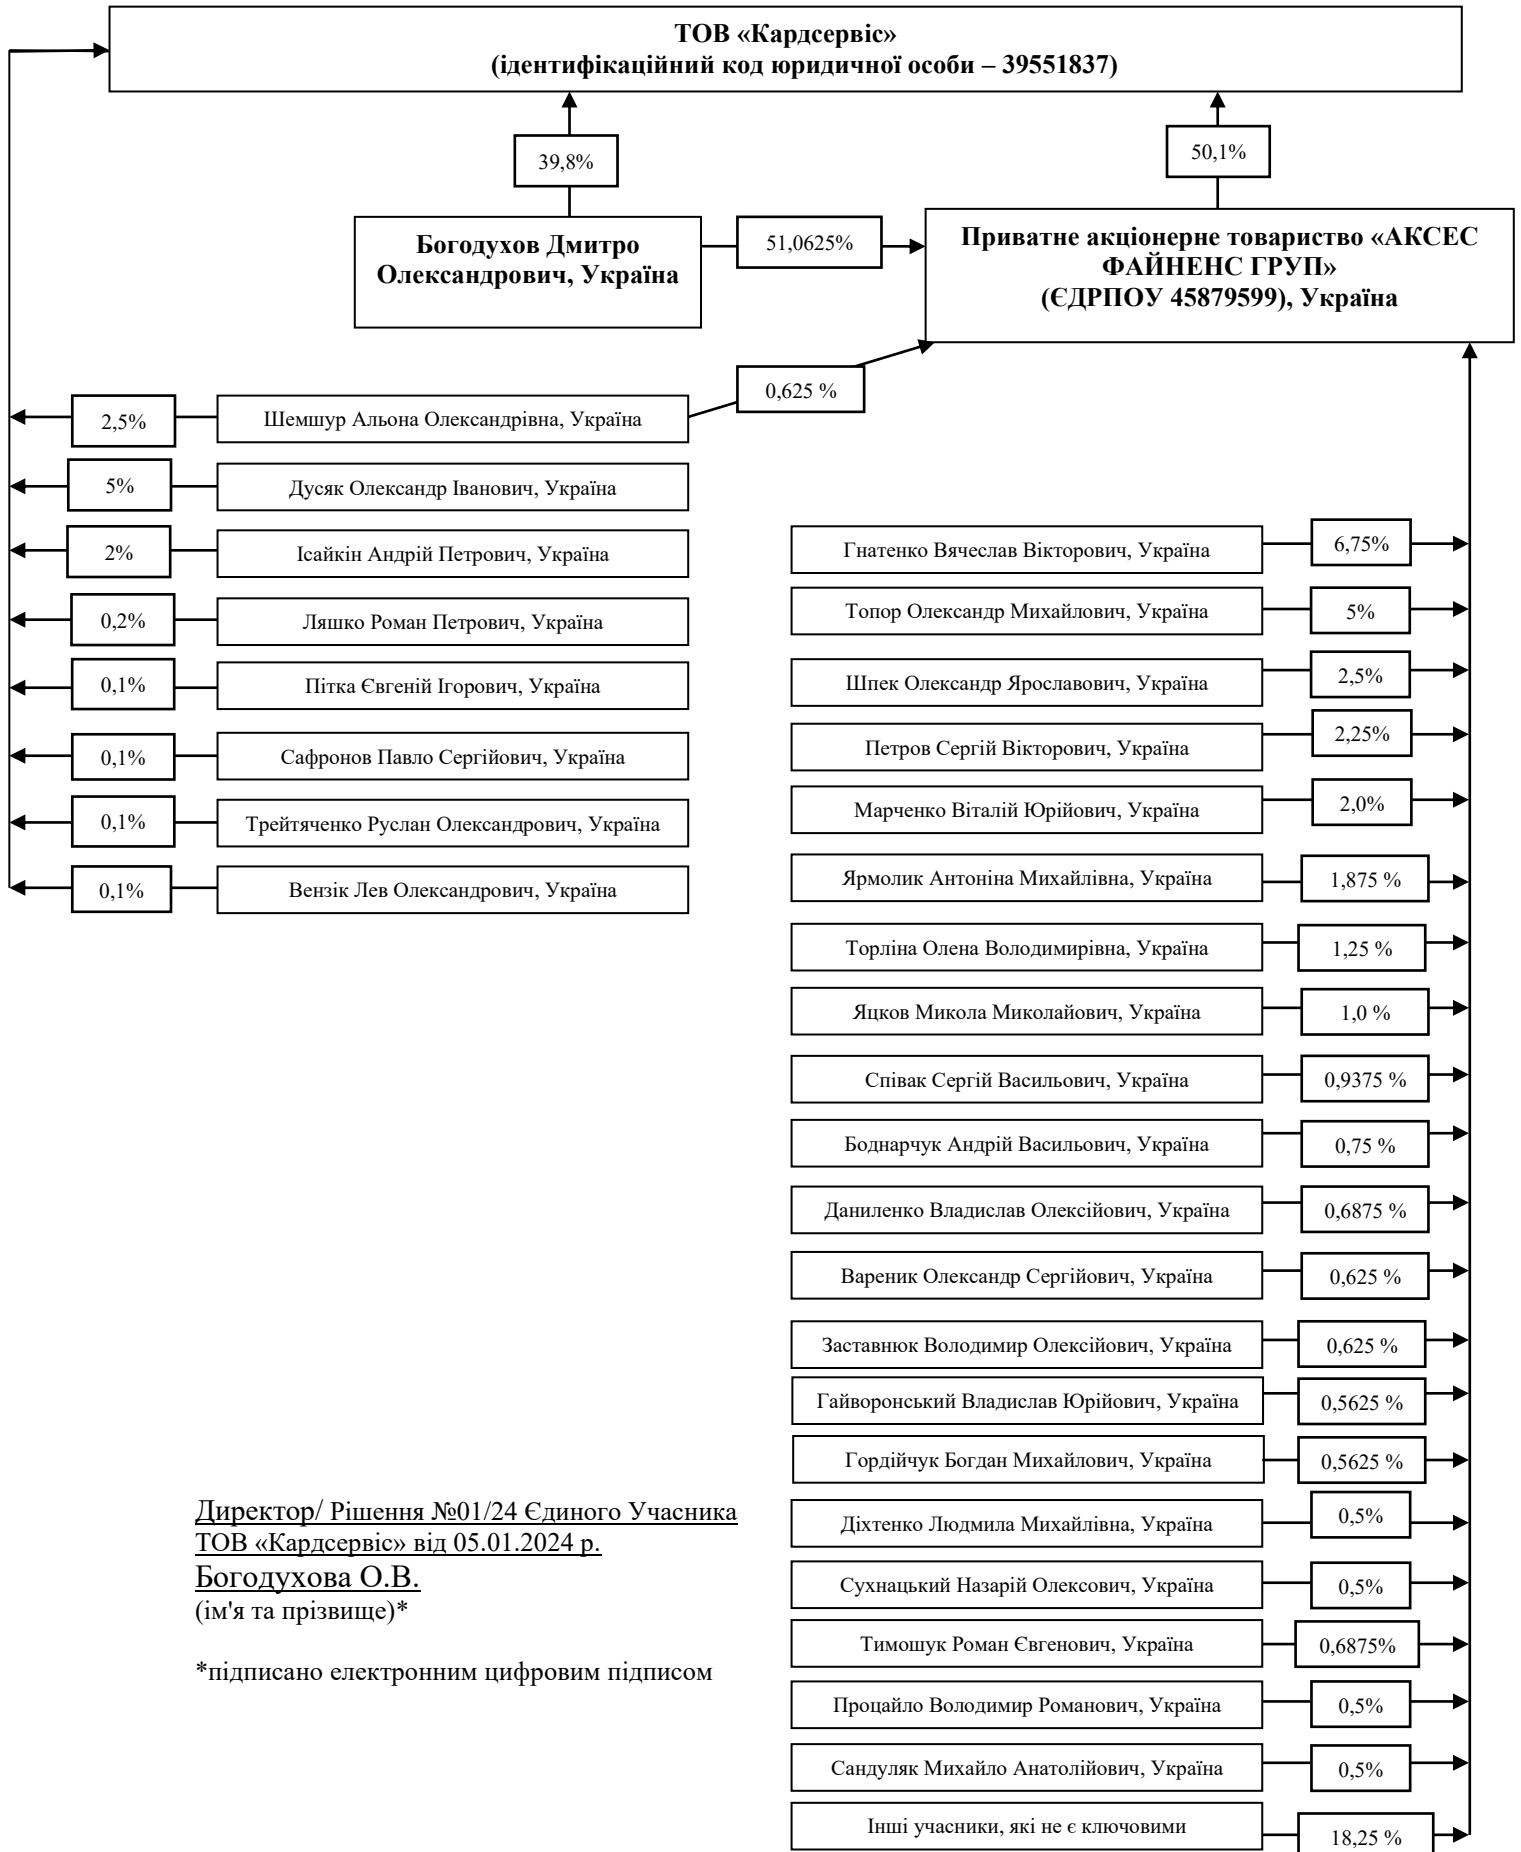 ТОВ «Кардсервіс»
(ідентифікаційний код юридичної особи – 39551837)
39,8%
50,1%
Богодухов Дмитро
Олександрович, Україна
51,0625%
Приватне акціонерне товариство «АКСЕС
ФАЙНЕНС ГРУП»
(ЄДРПОУ 45879599), Україна
0,625 %
2,5%
Шемшур Альона Олександрівна, Україна
5%
Дусяк Олександр Іванович, Україна
2%
Ісайкін Андрій Петрович, Україна
0,2%
Ляшко Роман Петрович, Україна
0,1%
Пітка Євгеній Ігорович, Україна
0,1%
Сафронов Павло Сергійович, Україна
0,1%
Трейтяченко Руслан Олександрович, Україна
0,1%
Вензік Лев Олександрович, Україна
Гнатенко Вячеслав Вікторович, Україна
6,75%
Топор Олександр Михайлович, Україна
5%
Шпек Олександр Ярославович, Україна
2,5%
Петров Сергій Вікторович, Україна
2,25%
Марченко Віталій Юрійович, Україна
2,0%
Ярмолик Антоніна Михайлівна, Україна
1,875 %
Торліна Олена Володимирівна, Україна
1,25 %
Яцков Микола Миколайович, Україна
1,0 %
Співак Сергій Васильович, Україна
0,9375 %
Боднарчук Андрій Васильович, Україна
0,75 %
Даниленко Владислав Олексійович, Україна
0,6875 %
Вареник Олександр Сергійович, Україна
0,625 %
Заставнюк Володимир Олексійович, Україна
0,625 %
Гайворонський Владислав Юрійович, Україна
0,5625 %
Гордійчук Богдан Михайлович, Україна
0,5625 %
Діхтенко Людмила Михайлівна, Україна
0,5%
Сухнацький Назарій Олексович, Україна
0,5%
Тимошук Роман Євгенович, Україна
0,6875%
Процайло Володимир Романович, Україна
0,5%
Сандуляк Михайло Анатолійович, Україна
0,5%
Інші учасники, які не є ключовими
18,25 %
Директор/ Рішення №01/24 Єдиного Учасника
ТОВ «Кардсервіс» від 05.01.2024 р.
Богодухова О.В.
(ім'я та прізвище)*
*підписано електронним цифровим підписом